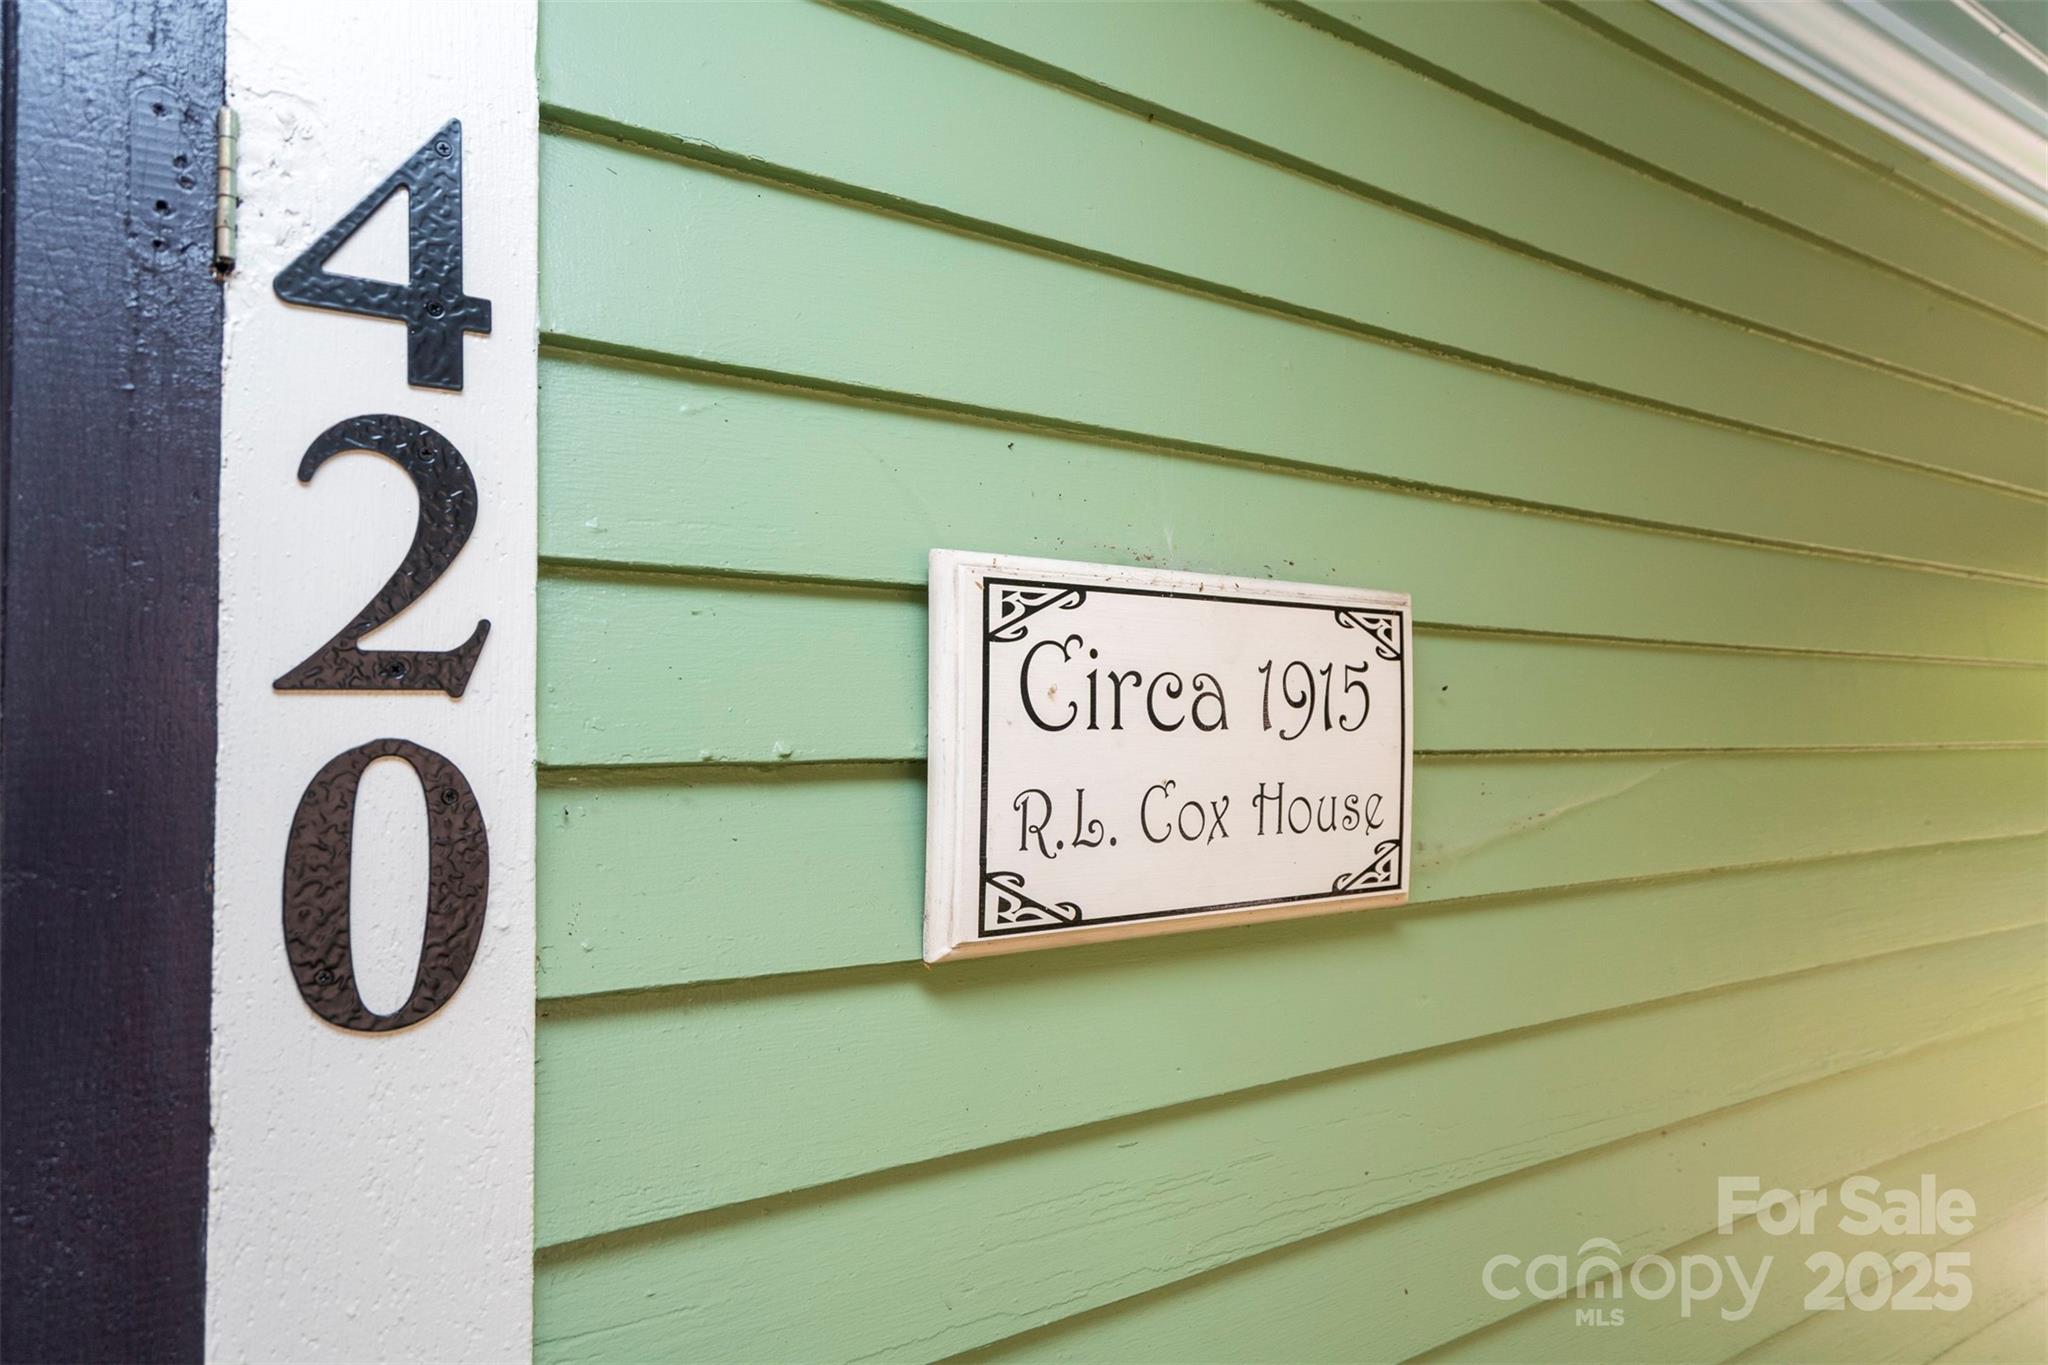 420
Circa 1915
R.L. Cox House
For Sale
canopy 2025
MLS